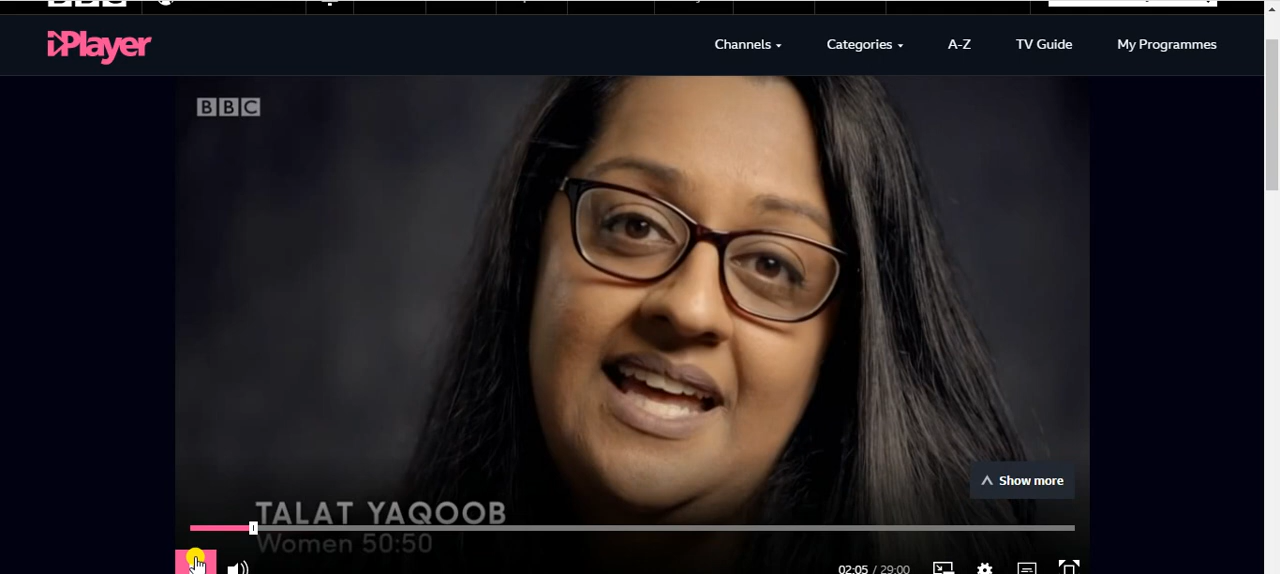 iPlayer
Channels
Categories
A-Z
TV Guide
My Programmes
BBC
Show more
TALAT YAQOOB
Women 50:50
02:05 / 29:00